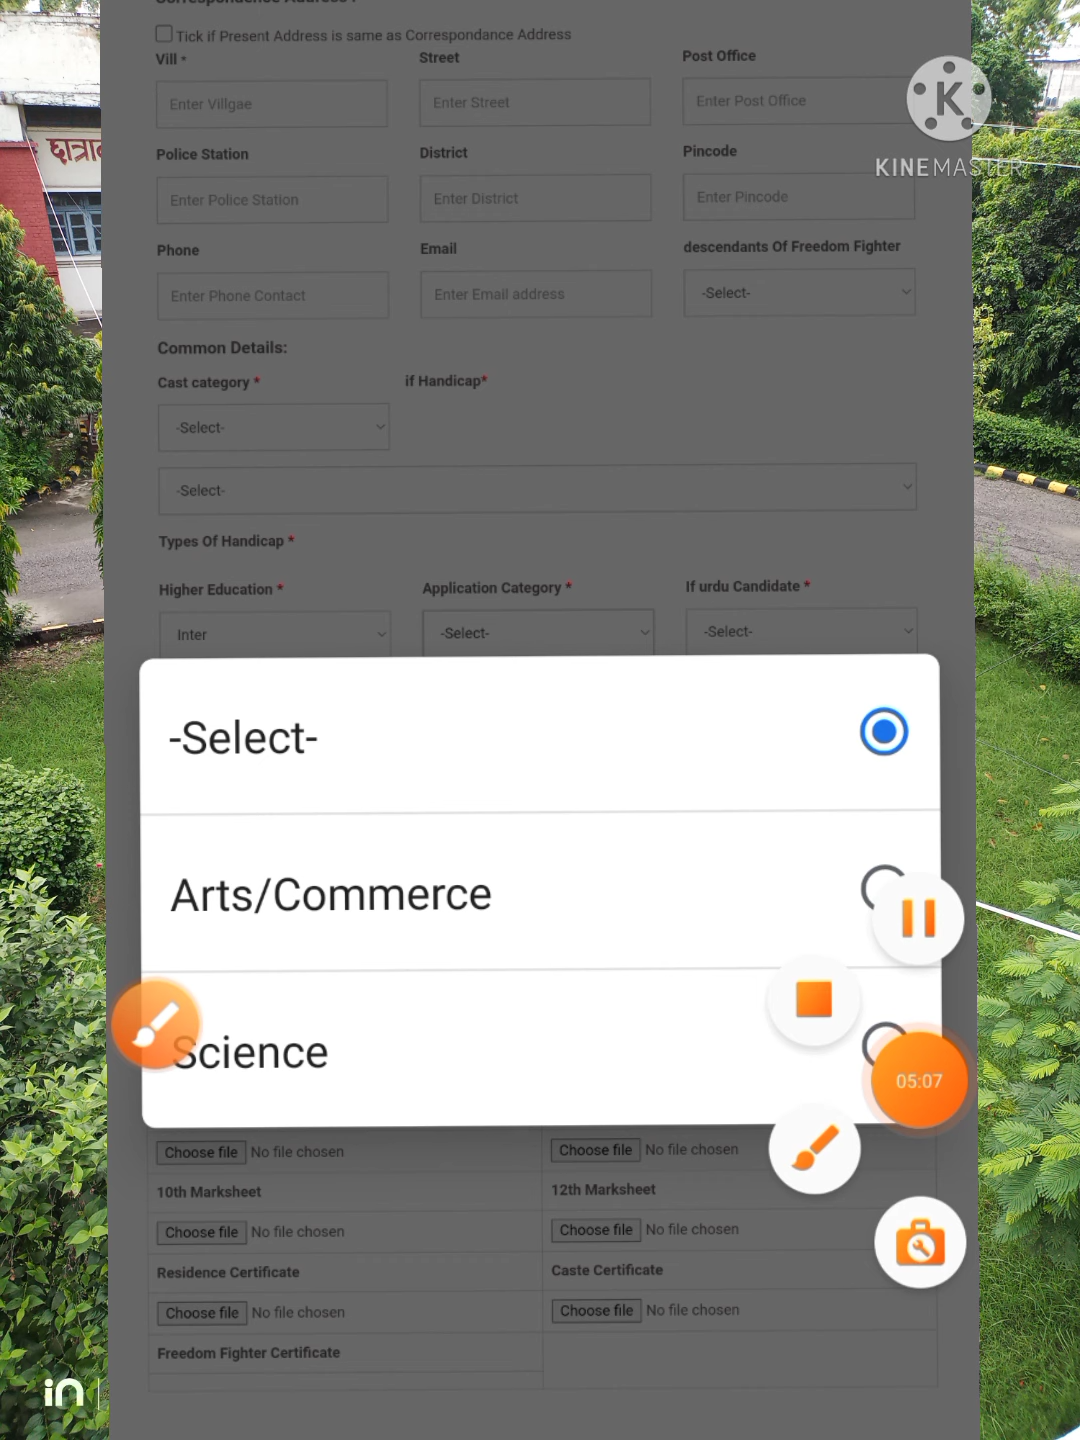 Correspondence Address :
Tick if Present Address is same as Correspondance Address
Vill *
Street
Post Office
Enter Villgae
Enter Street
Enter Post Office
K
KINEMASTER
छात्रा
Police Station
District
Pincode
Enter Police Station
Enter District
Enter Pincode
Phone
Email
descendants Of Freedom Fighter
Enter Phone Contact
Enter Email address
-Select-
Common Details:
Cast category *
if Handicap*
-Select-
-Select-
Types Of Handicap *
Higher Education *
Application Category *
If urdu Candidate *
Inter
-Select-
-Select-
-Select-
Arts/Commerce
Science
05:07
Choose file No file chosen
Choose file No file chosen
10th Marksheet
12th Marksheet
Choose file No file chosen
Choose file No file chosen
Residence Certificate
Caste Certificate
Choose file No file chosen
Choose file No file chosen
Freedom Fighter Certificate
in